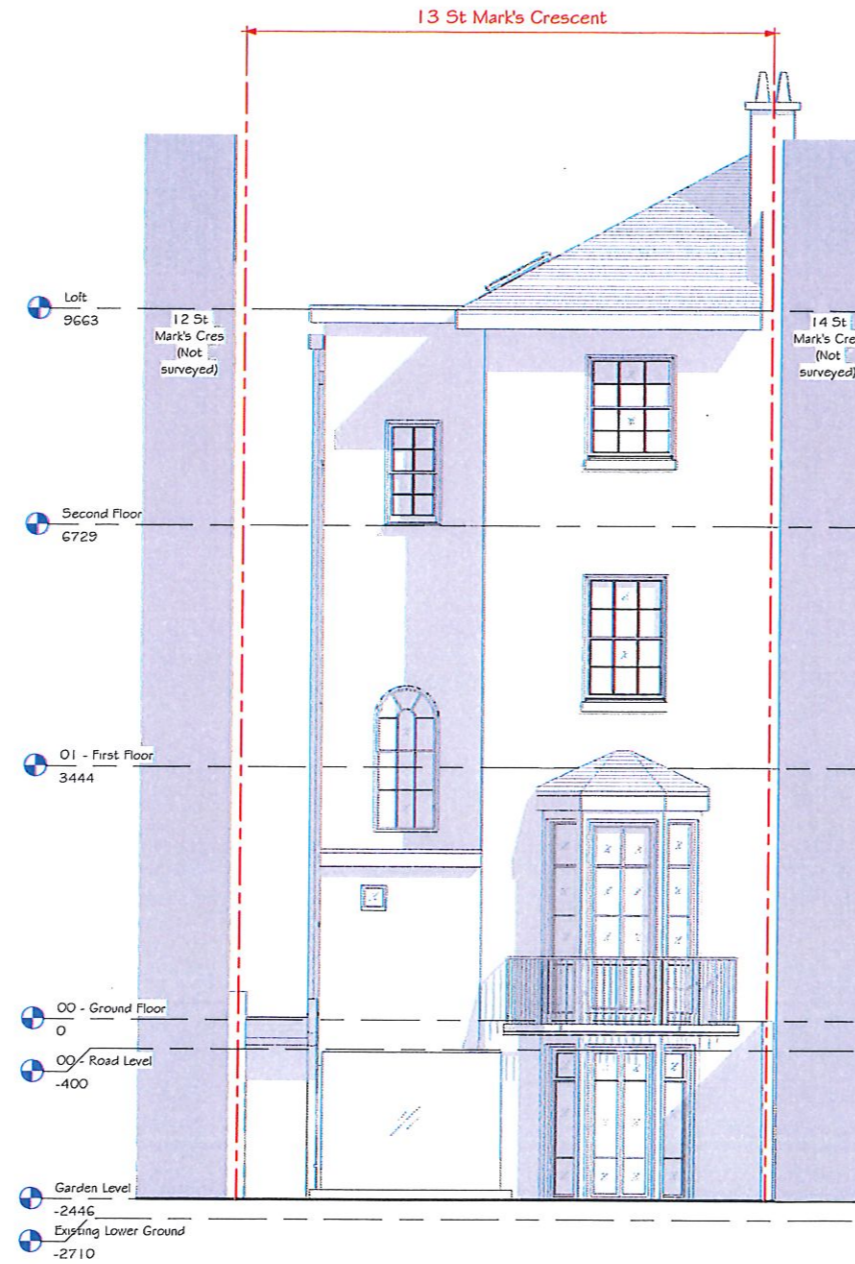 13 St Mark's Crescent
Loft
9663
12 St
Mark's Cres
(Not
surveyed)
14 St
Mark's Cre
(Not
surveyed)
Second Floor
6729
01 - First Floor
3444
00 - Ground Floor
0
00 - Road Level
-400
Garden Level
-2446
Existing Lower Ground
-2710